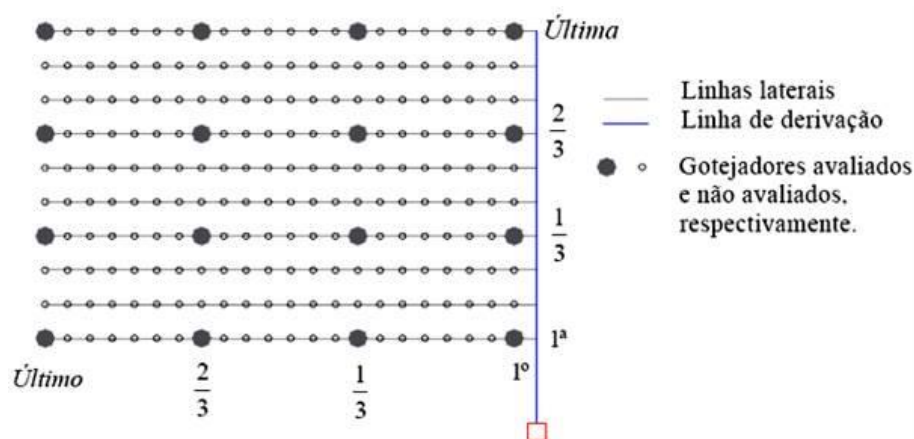 Última
Linhas laterais
Linha de derivação
2
3
Gotejadores avaliados
e não avaliados,
respectivamente.
1
3
1ª
Último
2
3
1
3
1º